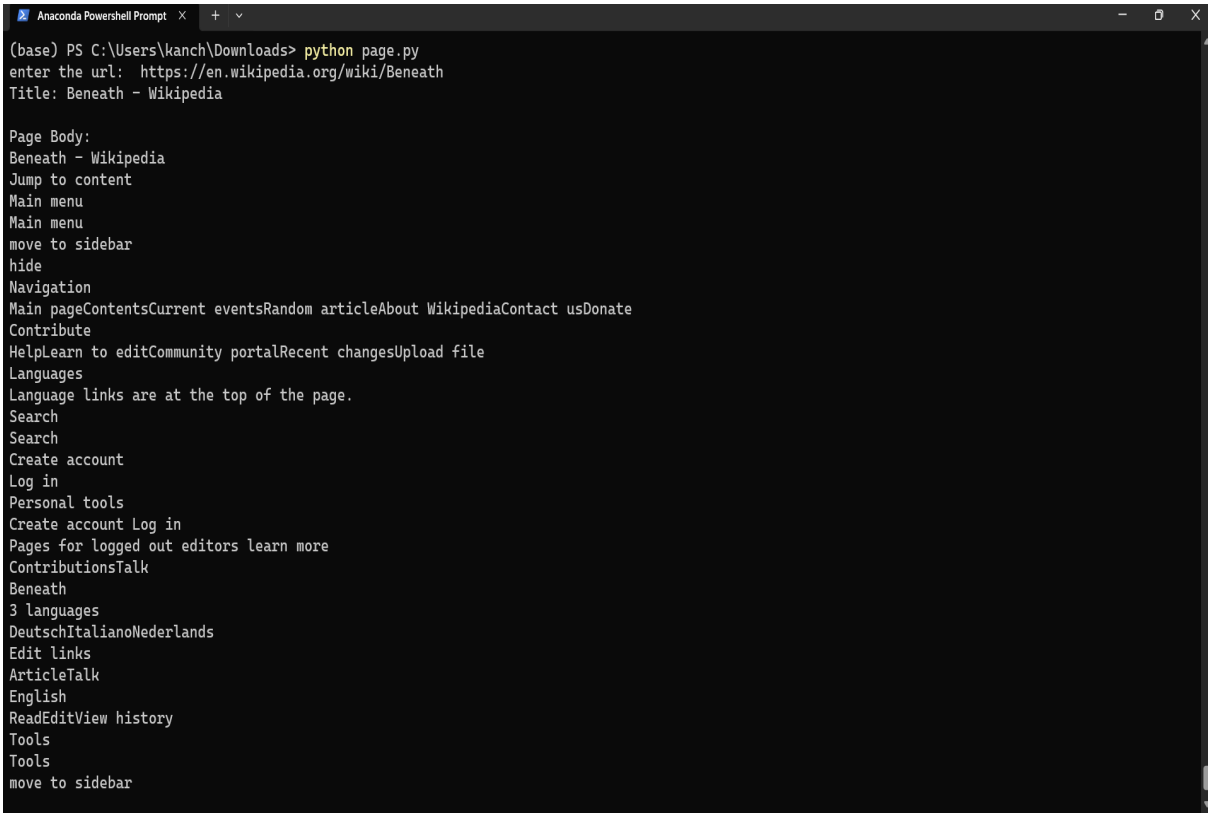 Anaconda Powershell Prompt
(base) PS C:\Users\kanch\Downloads> python page.py
enter the url:  https://en.wikipedia.org/wiki/Beneath
Title: Beneath - Wikipedia
Page Body:
Beneath - Wikipedia
Jump to content
Main menu
Main menu
move to sidebar
hide
Navigation
Main pageContentsCurrent eventsRandom articleAbout WikipediaContact usDonate
Contribute
HelpLearn to editCommunity portalRecent changesUpload file
Languages
Language links are at the top of the page.
Search
Search
Create account
Log in
Personal tools
Create account Log in
Pages for logged out editors learn more
ContributionsTalk
Beneath
3 languages
DeutschItalianoNederlands
Edit links
ArticleTalk
English
ReadEditView history
Tools
Tools
move to sidebar